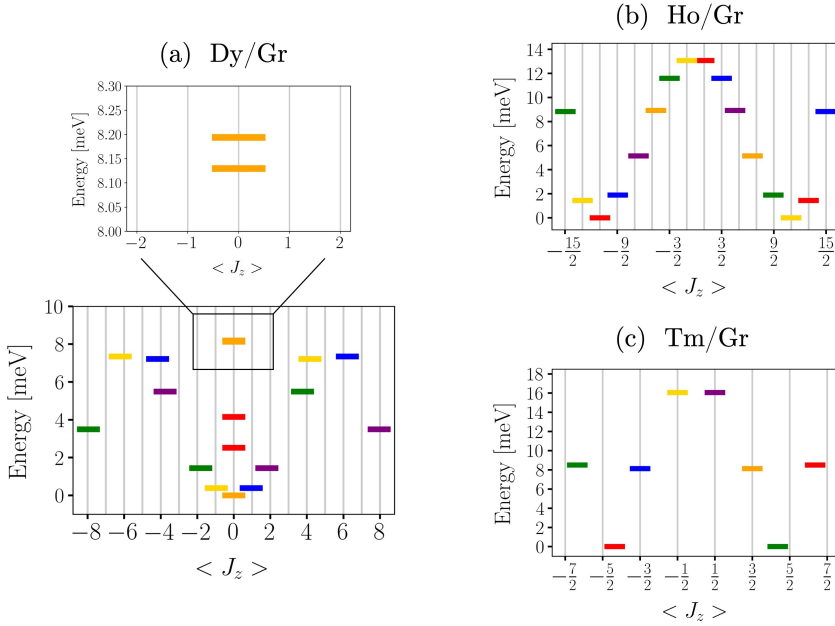 (a) Dy/Gr
Energy [meV]
8.30
8.25
8.20
8.15
8.10
8.05
8.00
−2 −1 0 1 2
< J_z >
Energy [meV]
10
8
6
4
2
0
−8 −6 −4 −2 0 2 4 6 8
< J_z >
(b) Ho/Gr
Energy [meV]
14
12
10
8
6
4
2
0
−15/2 −9/2 −3/2 3/2 9/2 15/2
< J_z >
(c) Tm/Gr
Energy [meV]
18
16
14
12
10
8
6
4
2
0
−7/2 −5/2 −3/2 −1/2 1/2 3/2 5/2 7/2
< J_z >